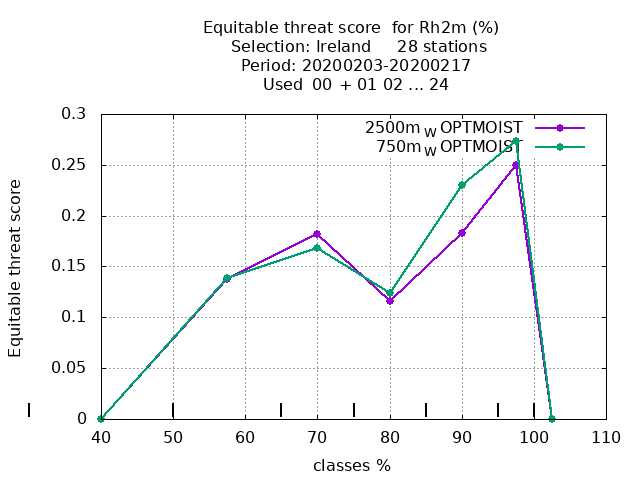 Equitable threat score  for Rh2m (%)
Selection: Ireland     28 stations
Period: 20200203-20200217
Used  00 + 01 02 ... 24
2500m W OPTMOIST
750m W OPTMOIST
0.3
0.25
0.2
0.15
0.1
0.05
0
Equitable threat score
40 50 60 70 80 90 100 110
classes %